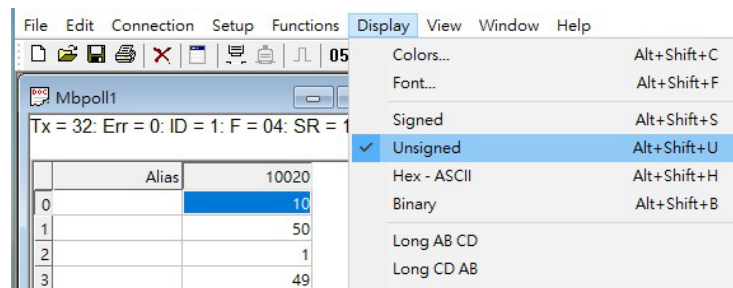 File Edit Connection Setup Functions Display View Window Help
05
Mbpoll1
Tx = 32: Err = 0: ID = 1: F = 04: SR = 1
Alias 10020
0 10
1 50
2 1
3 49
Colors... Alt+Shift+C
Font... Alt+Shift+F
Signed Alt+Shift+S
Unsigned Alt+Shift+U
Hex - ASCII Alt+Shift+H
Binary Alt+Shift+B
Long AB CD
Long CD AB